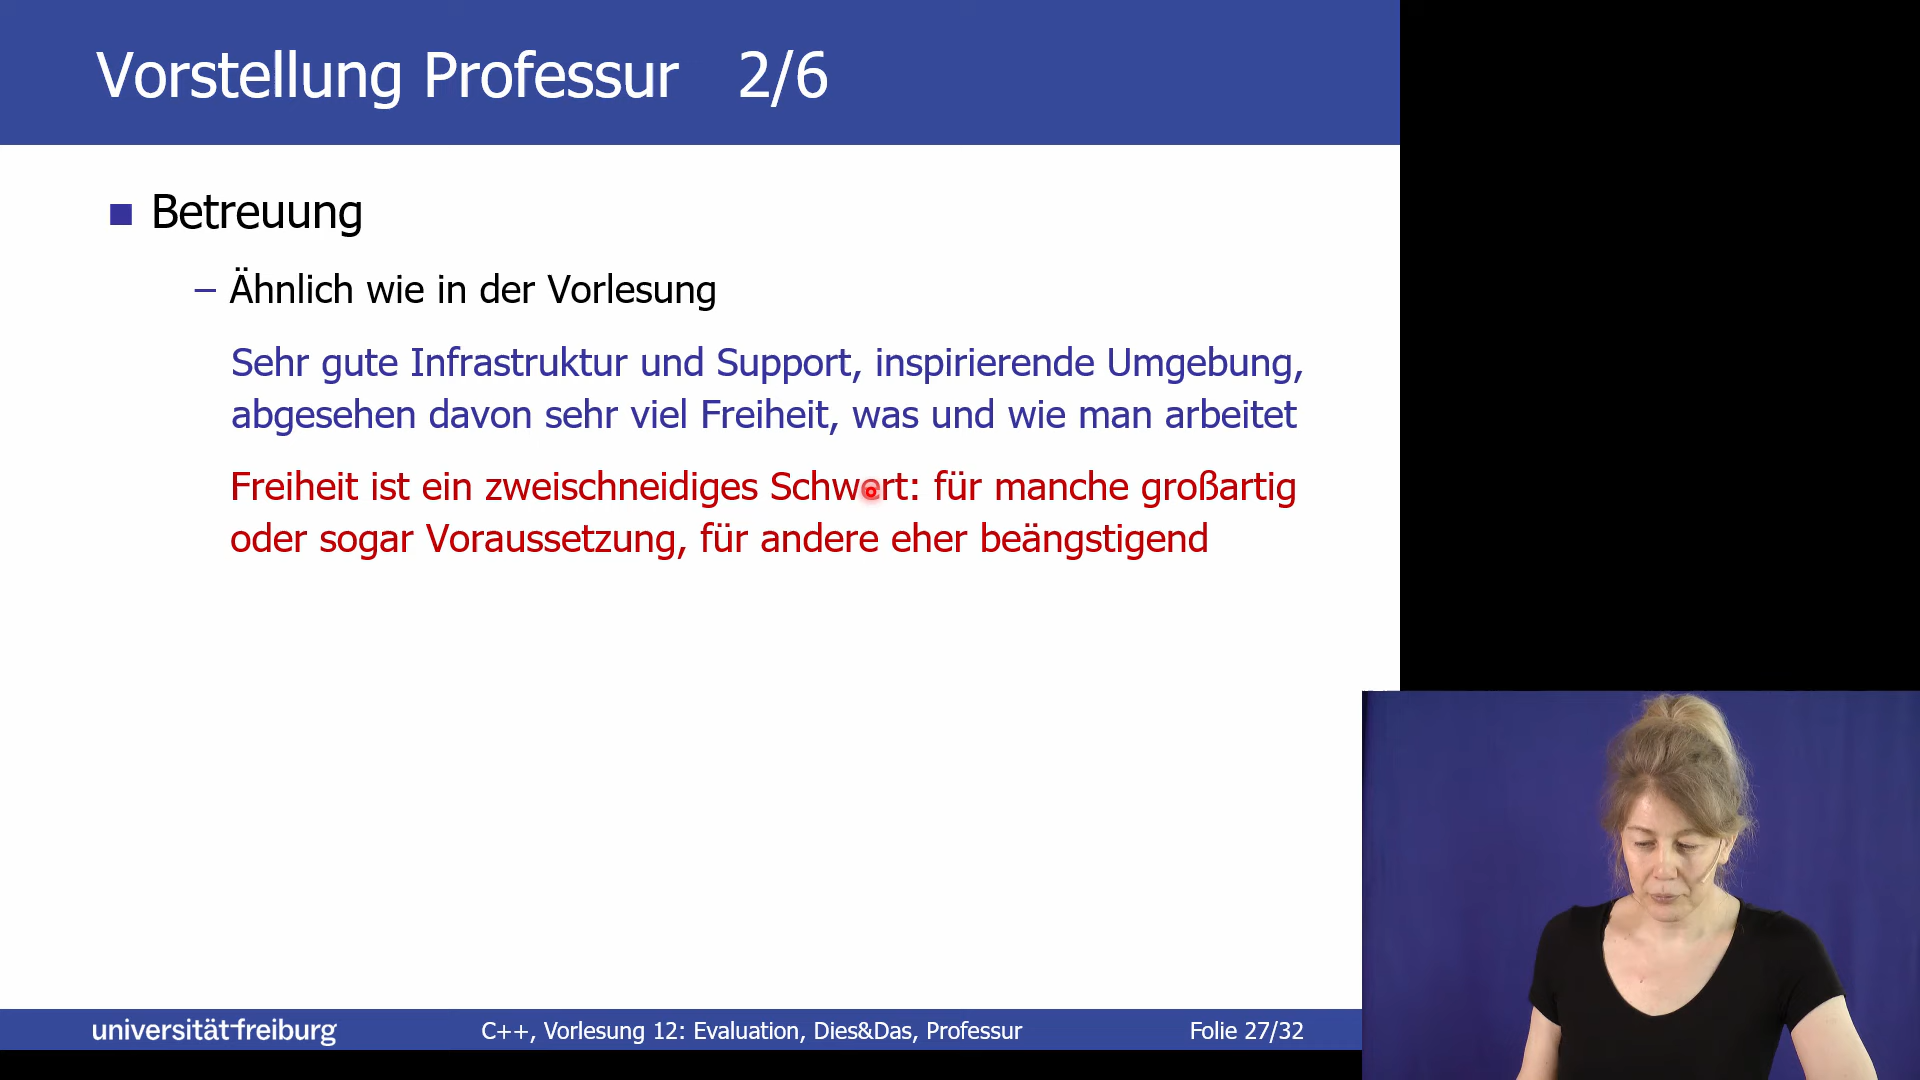 Vorstellung Professur 2/6
Betreuung
– Ähnlich wie in der Vorlesung
Sehr gute Infrastruktur und Support, inspirierende Umgebung,
abgesehen davon sehr viel Freiheit, was und wie man arbeitet
Freiheit ist ein zweischneidiges Schwert: für manche großartig
oder sogar Voraussetzung, für andere eher beängstigend
universität freiburg C++, Vorlesung 12: Evaluation, Dies&Das, Professur Folie 27/32